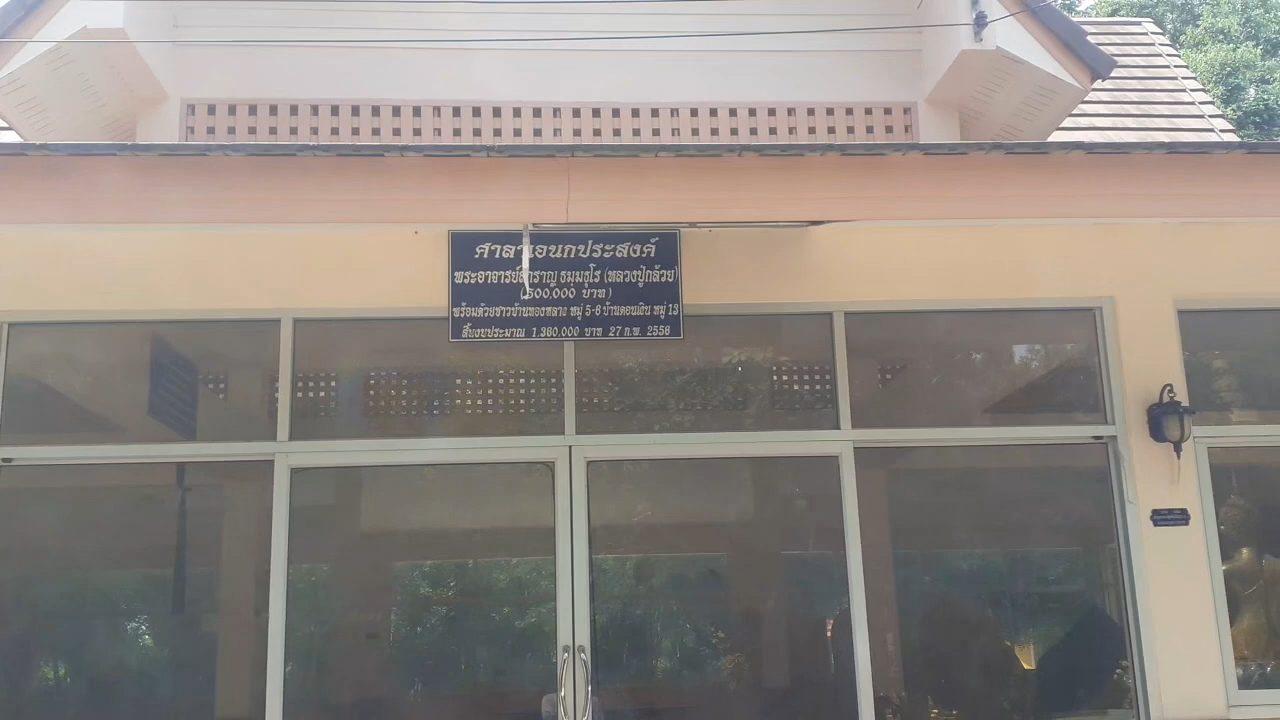 ศาลาเอนกประสงค์
พระอาจารย์สำราญ ธมฺมธุโร (หลวงปู่กล้วย)
(500,000 บาท)
พร้อมด้วยชาวบ้านทองหลาง หมู่ 5-6 บ้านดอนเงิน หมู่ 13
สิ้นงบประมาณ 1,380,000 บาท 27 ก.พ. 2558